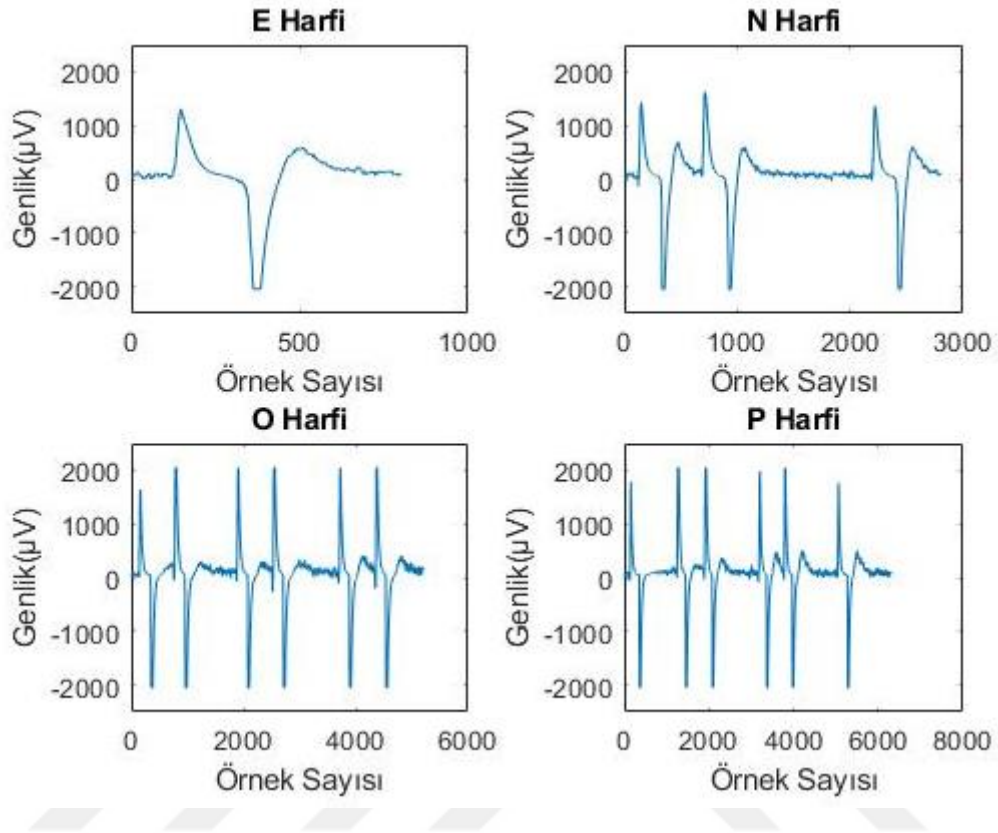 E Harfi
Genlik(µV)
2000
1000
0
-1000
-2000
0 500 1000
Örnek Sayısı
N Harfi
Genlik(µV)
2000
1000
0
-1000
-2000
0 1000 2000 3000
Örnek Sayısı
O Harfi
Genlik(µV)
2000
1000
0
-1000
-2000
0 2000 4000 6000
Örnek Sayısı
P Harfi
Genlik(µV)
2000
1000
0
-1000
-2000
0 2000 4000 6000 8000
Örnek Sayısı